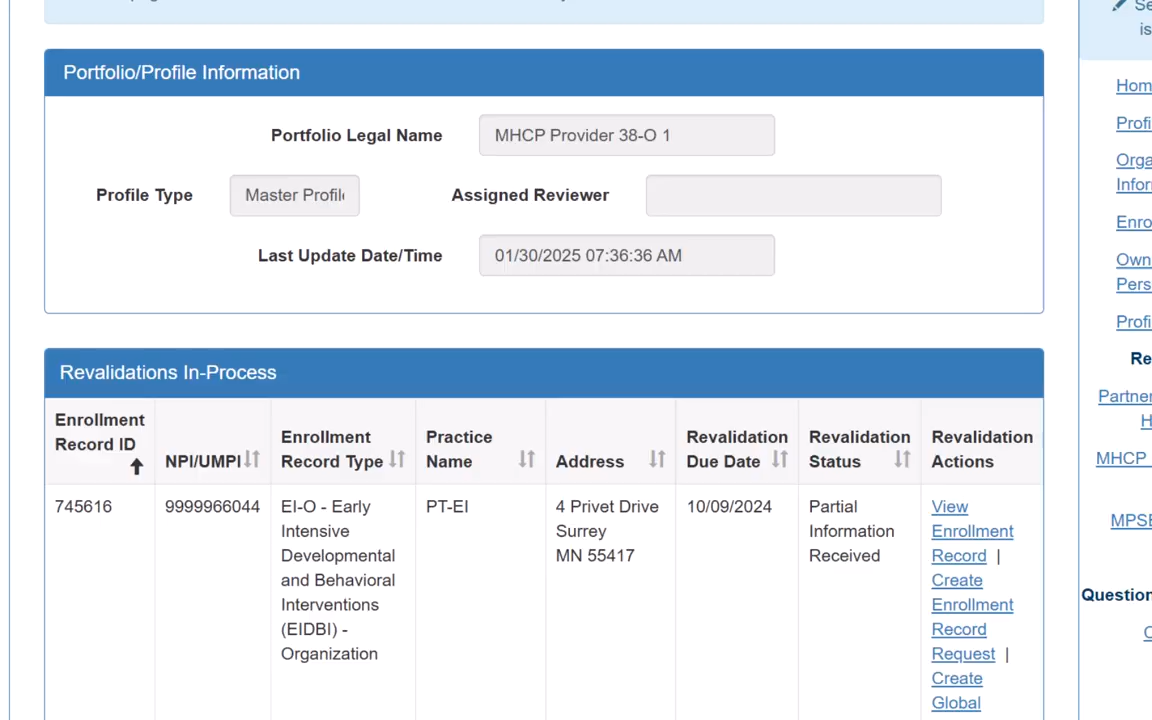 Se
is
Portfolio/Profile Information
Portfolio Legal Name MHCP Provider 38-O 1
Profile Type Master Profil Assigned Reviewer
Last Update Date/Time 01/30/2025 07:36:36 AM
Hom
Profi
Orga
Infor
Enro
Own
Pers
Profi
Re
Partner
H
MHCP
MPSE
Question
C
Revalidations In-Process
Enrollment
Record ID
NPI/UMPI
Enrollment
Record Type
Practice
Name
Address
Revalidation
Due Date
Revalidation
Status
Revalidation
Actions
745616
9999966044
EI-O - Early
Intensive
Developmental
and Behavioral
Interventions
(EIDBI) -
Organization
PT-EI
4 Privet Drive
Surrey
MN 55417
10/09/2024
Partial
Information
Received
View
Enrollment
Record |
Create
Enrollment
Record
Request |
Create
Global